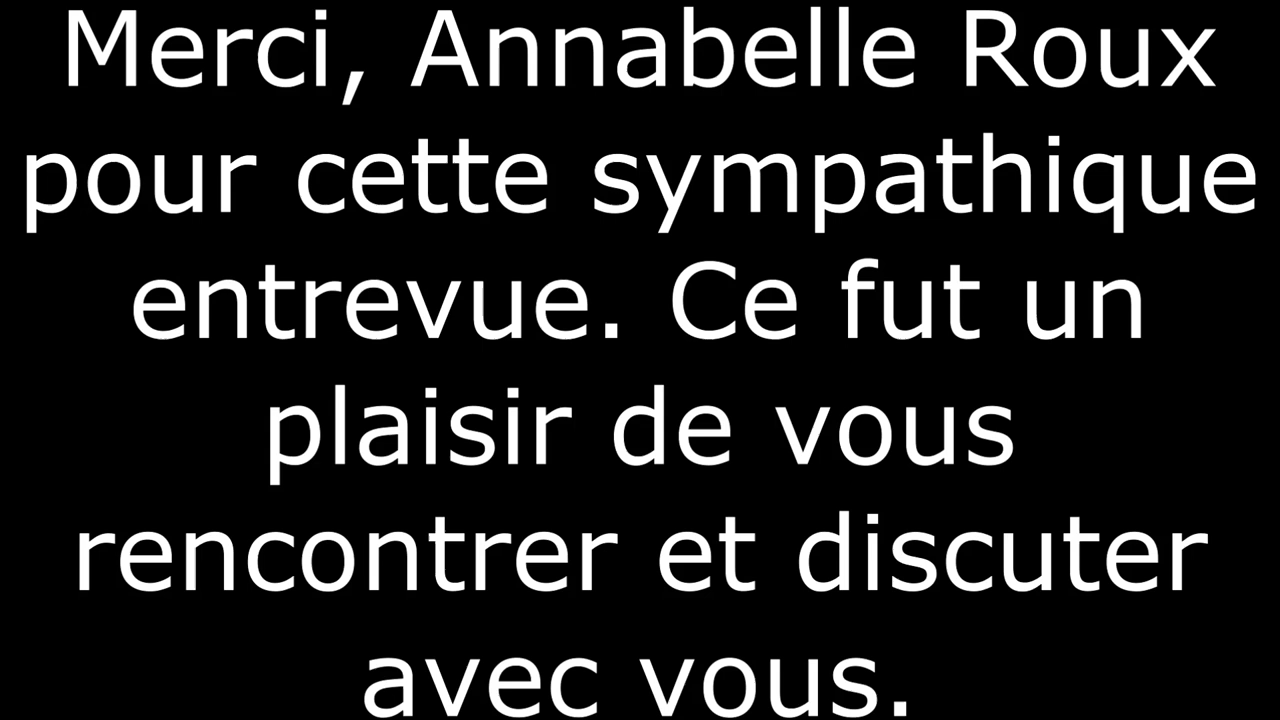 Merci, Annabelle Roux
pour cette sympathique
entrevue. Ce fut un
plaisir de vous
rencontrer et discuter
avec vous.